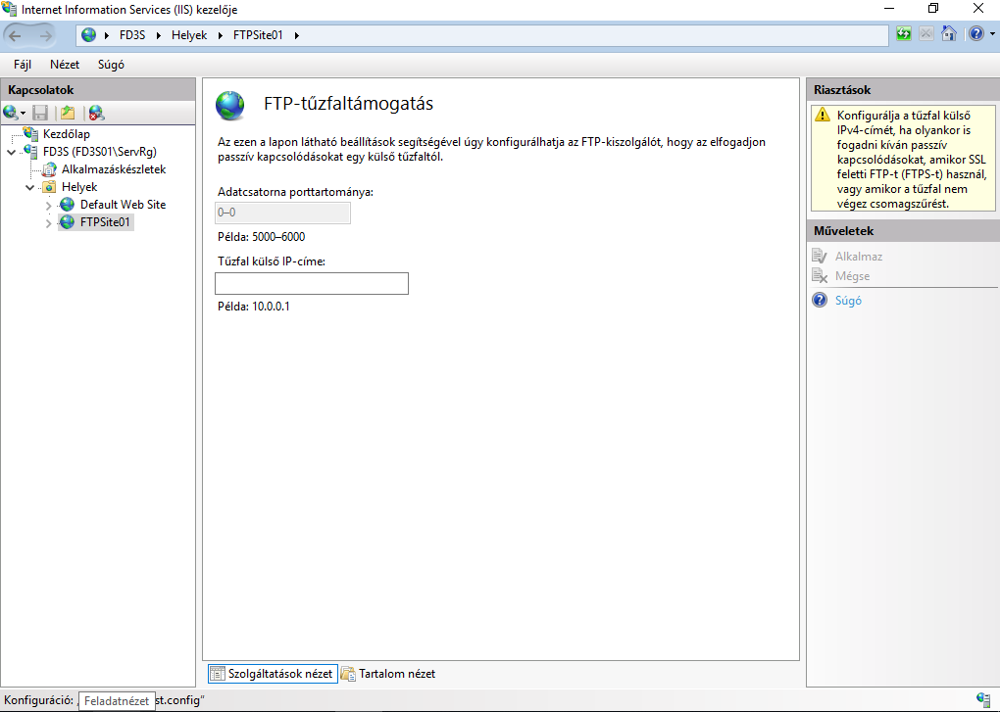 Internet Information Services (IIS) kezelője
FD3S
Helyek
FTPSite01
Fájl Nézet Súgó
Kapcsolatok
Kezdőlap
FD3S (FD3S01\ServRg)
Alkalmazáskészletek
Helyek
Default Web Site
FTPSite01
FTP-tűzfaltámogatás
Az ezen a lapon látható beállítások segítségével úgy konfigurálhatja az FTP-kiszolgálót, hogy az elfogadjon
passzív kapcsolódásokat egy külső tűzfaltól.
Adatcsatorna porttartománya:
0–0
Példa: 5000–6000
Tűzfal külső IP-címe:
Példa: 10.0.0.1
Szolgáltatások nézet
Tartalom nézet
Riasztások
Konfigurálja a tűzfal külső
IPv4-címét, ha olyankor is
fogadni kíván passzív
kapcsolódásokat, amikor SSL
feletti FTP-t (FTPS-t) használ,
vagy amikor a tűzfal nem
végez csomagszűrést.
Műveletek
Alkalmaz
Mégse
Súgó
Konfiguráció: „
Feladatnézet
st.config”